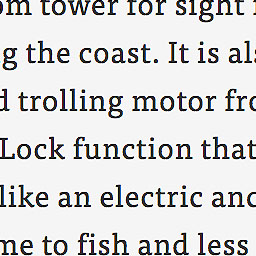 om tower for sight
g the coast. It is als
d trolling motor fro
Lock function that
like an electric anc
me to fish and less